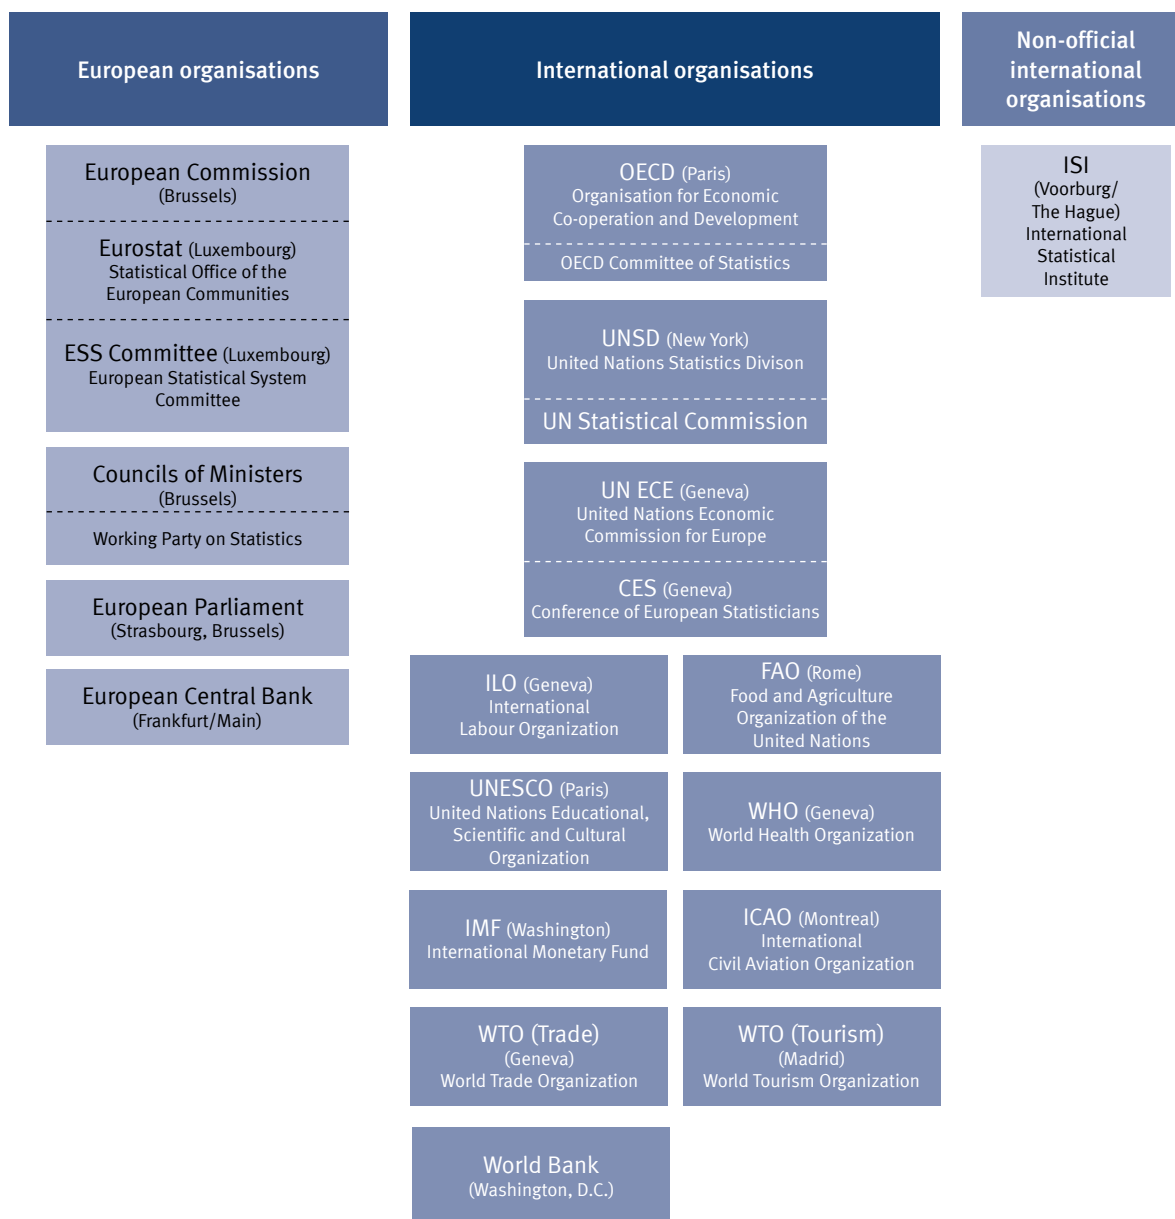 European organisations
International organisations
Non-official
international
organisations
European Commission
(Brussels)
Eurostat (Luxembourg)
Statistical Office of the
European Communities
ESS Committee (Luxembourg)
European Statistical System
Committee
Councils of Ministers
(Brussels)
Working Party on Statistics
European Parliament
(Strasbourg, Brussels)
European Central Bank
(Frankfurt/Main)
OECD (Paris)
Organisation for Economic
Co-operation and Development
OECD Committee of Statistics
UNSD (New York)
United Nations Statistics Divison
UN Statistical Commission
UN ECE (Geneva)
United Nations Economic
Commission for Europe
CES (Geneva)
Conference of European Statisticians
ILO (Geneva)
International
Labour Organization
FAO (Rome)
Food and Agriculture
Organization of the
United Nations
UNESCO (Paris)
United Nations Educational,
Scientific and Cultural
Organization
WHO (Geneva)
World Health Organization
IMF (Washington)
International Monetary Fund
ICAO (Montreal)
International
Civil Aviation Organization
WTO (Trade)
(Geneva)
World Trade Organization
WTO (Tourism)
(Madrid)
World Tourism Organization
World Bank
(Washington, D.C.)
ISI
(Voorburg/
The Hague)
International
Statistical
Institute